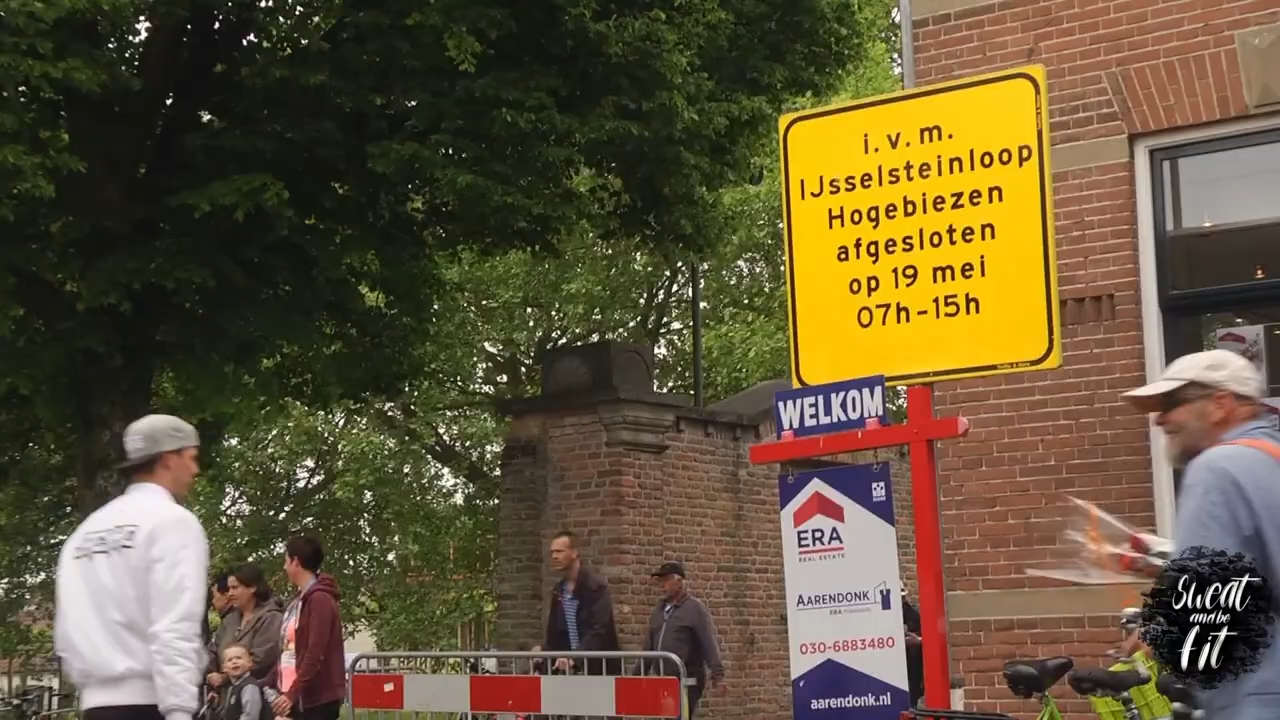 i.v.m.
IJsselsteinloop
Hogebiezen
afgesloten
op 19 mei
07h-15h
WELKOM
ERA
REAL ESTATE
AARENDONK
030-6883480
aarendonk.nl
Sweat
and be
fit